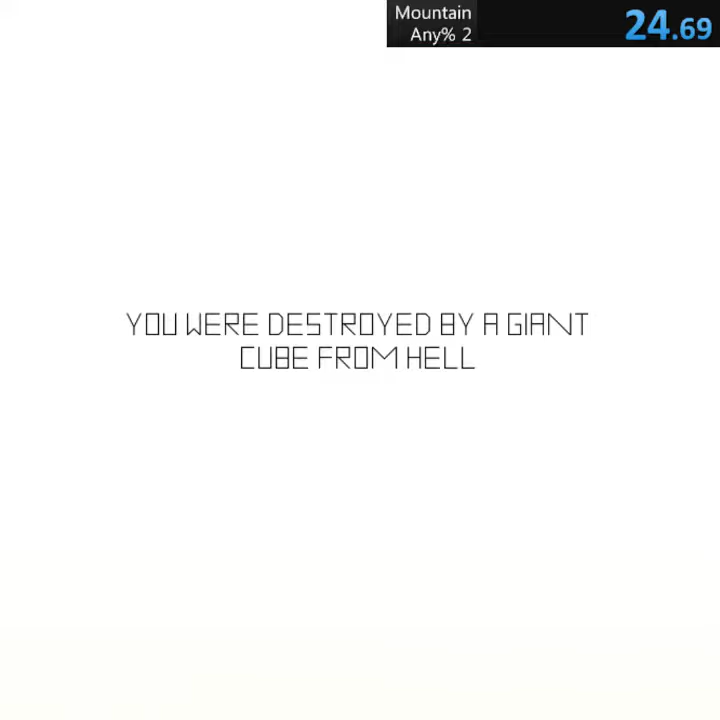 Mountain
Any% 2
24.69
YOU WERE DESTROYED BY A GIANT
CUBE FROM HELL